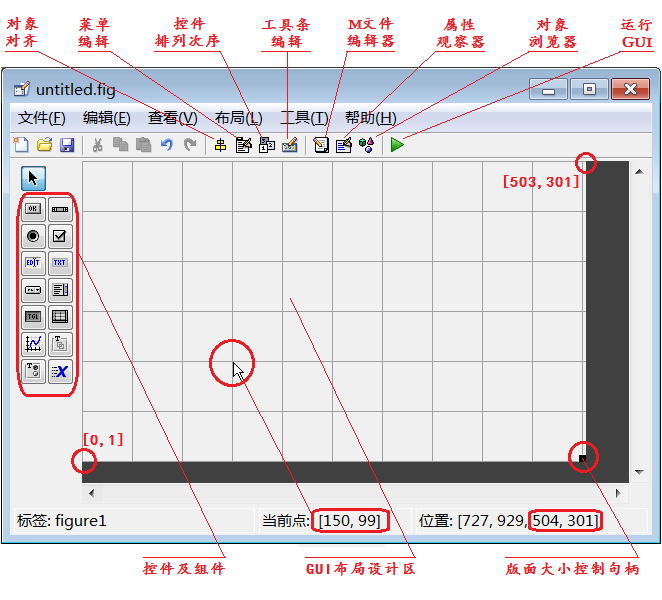 对象 菜单 控件 工具条 M文件 属性 对象 运行
对齐 编辑 排列次序 编辑 编辑器 观察器 浏览器 GUI
untitled.fig
文件(F) 编辑(E) 查看(V) 布局(L) 工具(T) 帮助(H)
[503,301]
OK
EDIT TXT
TGL
[0,1]
标签: figure1 当前点: [150, 99] 位置: [727, 929, 504, 301]
控件及组件 GUI布局设计区 版面大小控制句柄